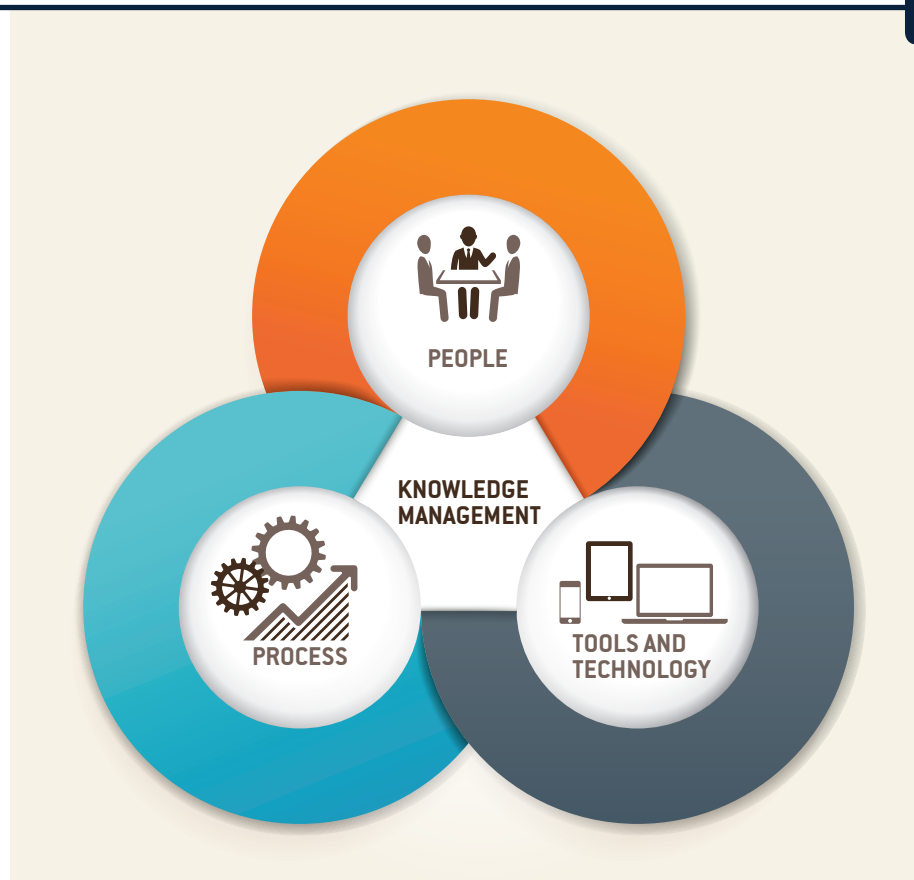 PEOPLE
KNOWLEDGE
MANAGEMENT
PROCESS
TOOLS AND
TECHNOLOGY